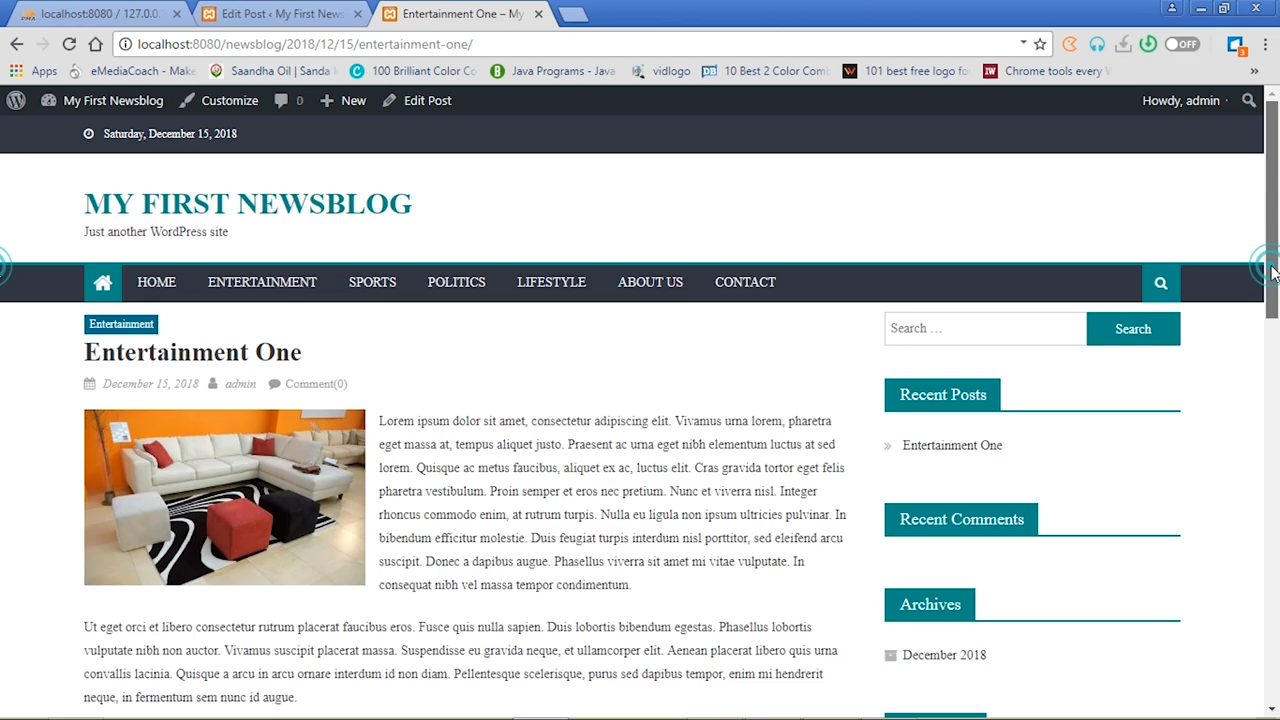 localhost:8080 / 127.0.0.
Edit Post ‹ My First News
Entertainment One – My
localhost:8080/newsblog/2018/12/15/entertainment-one/
OFF
3
Apps
eMediaCoach - Make
Saandha Oil | Sanda
100 Brilliant Color Co
Java Programs - Java
vidlogo
10 Best 2 Color Comb
101 best free logo fo
Chrome tools every
»
My First Newsblog
Customize
0
New
Edit Post
Howdy, admin
Saturday, December 15, 2018
MY FIRST NEWSBLOG
Just another WordPress site
HOME
ENTERTAINMENT
SPORTS
POLITICS
LIFESTYLE
ABOUT US
CONTACT
Entertainment
Entertainment One
December 15, 2018 admin Comment(0)
Lorem ipsum dolor sit amet, consectetur adipiscing elit. Vivamus urna lorem, pharetra
eget massa at, tempus aliquet justo. Praesent ac urna eget nibh elementum luctus at sed
lorem. Quisque ac metus faucibus, aliquet ex ac, luctus elit. Cras gravida tortor eget felis
pharetra vestibulum. Proin semper et eros nec pretium. Nunc et viverra nisl. Integer
rhoncus commodo enim, at rutrum turpis. Nulla eu ligula non ipsum ultricies pulvinar. In
bibendum efficitur molestie. Duis feugiat turpis interdum nisl porttitor, sed eleifend arcu
suscipit. Donec a dapibus augue. Phasellus viverra sit amet mi vitae vulputate. In
consequat nibh vel massa tempor condimentum.
Ut eget orci et libero consectetur rutrum placerat faucibus eros. Fusce quis nulla sapien. Duis lobortis bibendum egestas. Phasellus lobortis
vulputate nibh non auctor. Vivamus suscipit placerat massa. Suspendisse eu gravida neque, et ullamcorper elit. Aenean placerat libero quis urna
convallis lacinia. Quisque a arcu in arcu ornare interdum id non diam. Pellentesque scelerisque, purus sed dapibus tempor, enim mi hendrerit
neque, in fermentum sem nunc id augue.
Search …
Search
Recent Posts
» Entertainment One
Recent Comments
Archives
December 2018